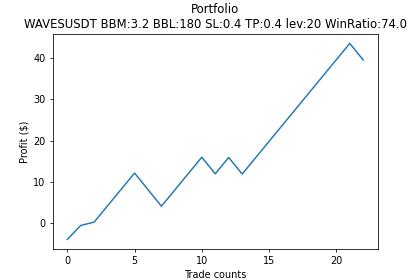 Portfolio
WAVESUSDT BBM:3.2 BBL:180 SL:0.4 TP:0.4 lev:20 WinRatio:74.0
40
30
20
10
0
Profit ($)
0 5 10 15 20
Trade counts